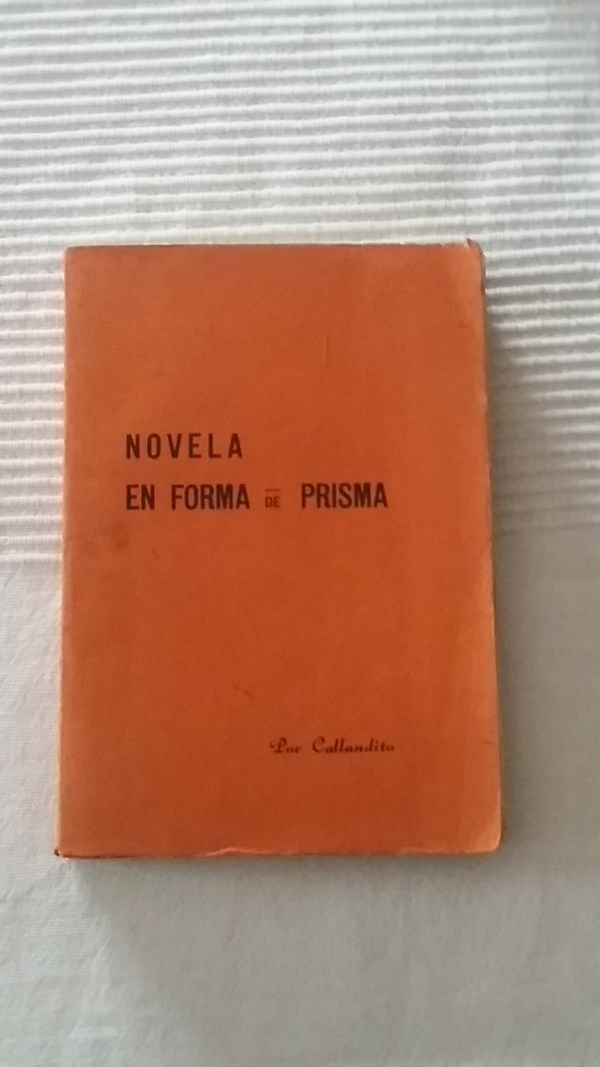 NOVELA
EN FORMA DE PRISMA
Por Callandito